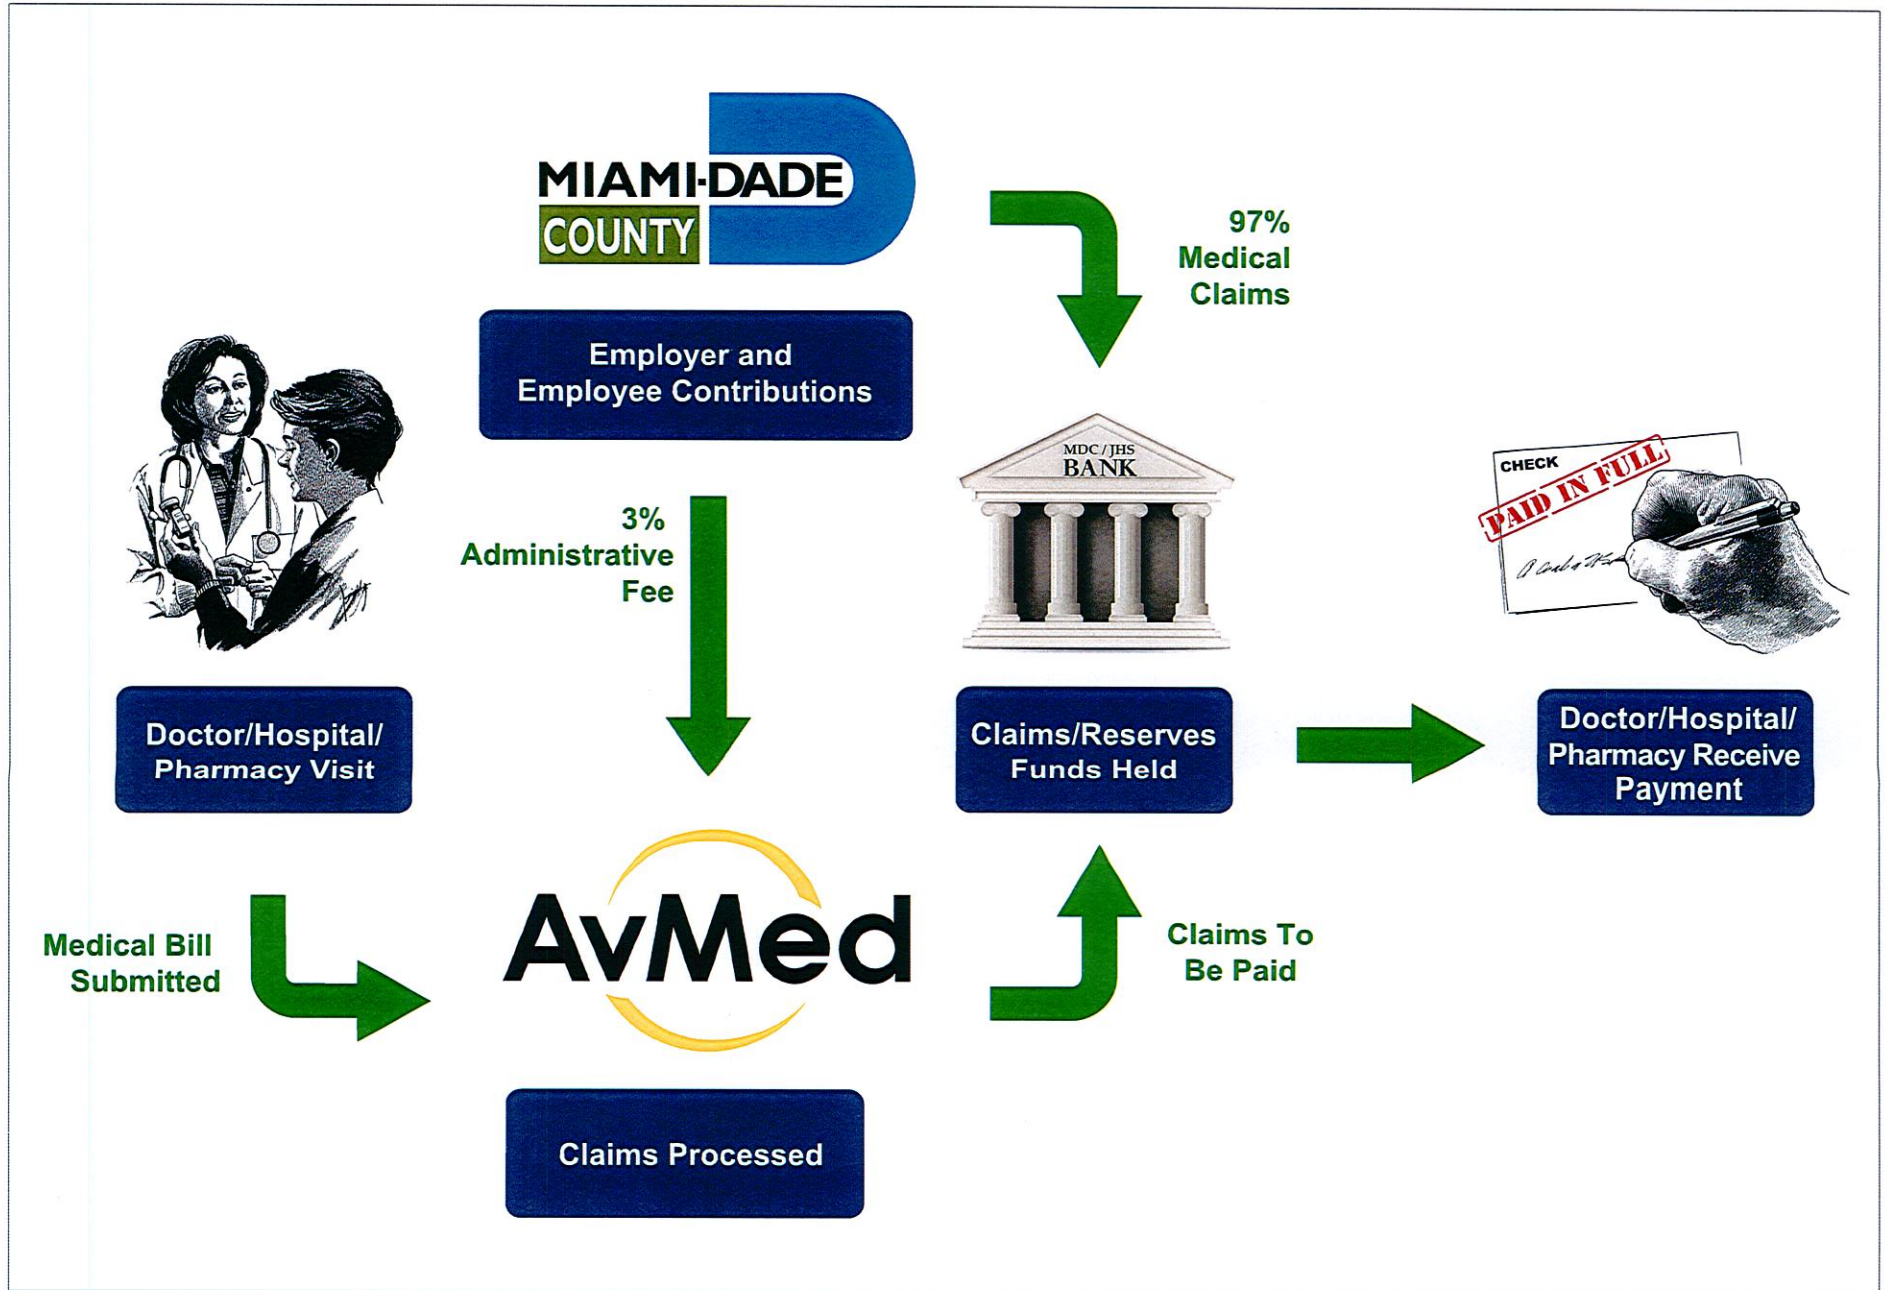 MIAMI-DADE
COUNTY
97%
Medical
Claims
Employer and
Employee Contributions
MDC / JHS
BANK
CHECK
PAID IN FULL
3%
Administrative
Fee
Doctor/Hospital/
Pharmacy Visit
Claims/Reserves
Funds Held
Doctor/Hospital/
Pharmacy Receive
Payment
Medical Bill
Submitted
AvMed
Claims To
Be Paid
Claims Processed